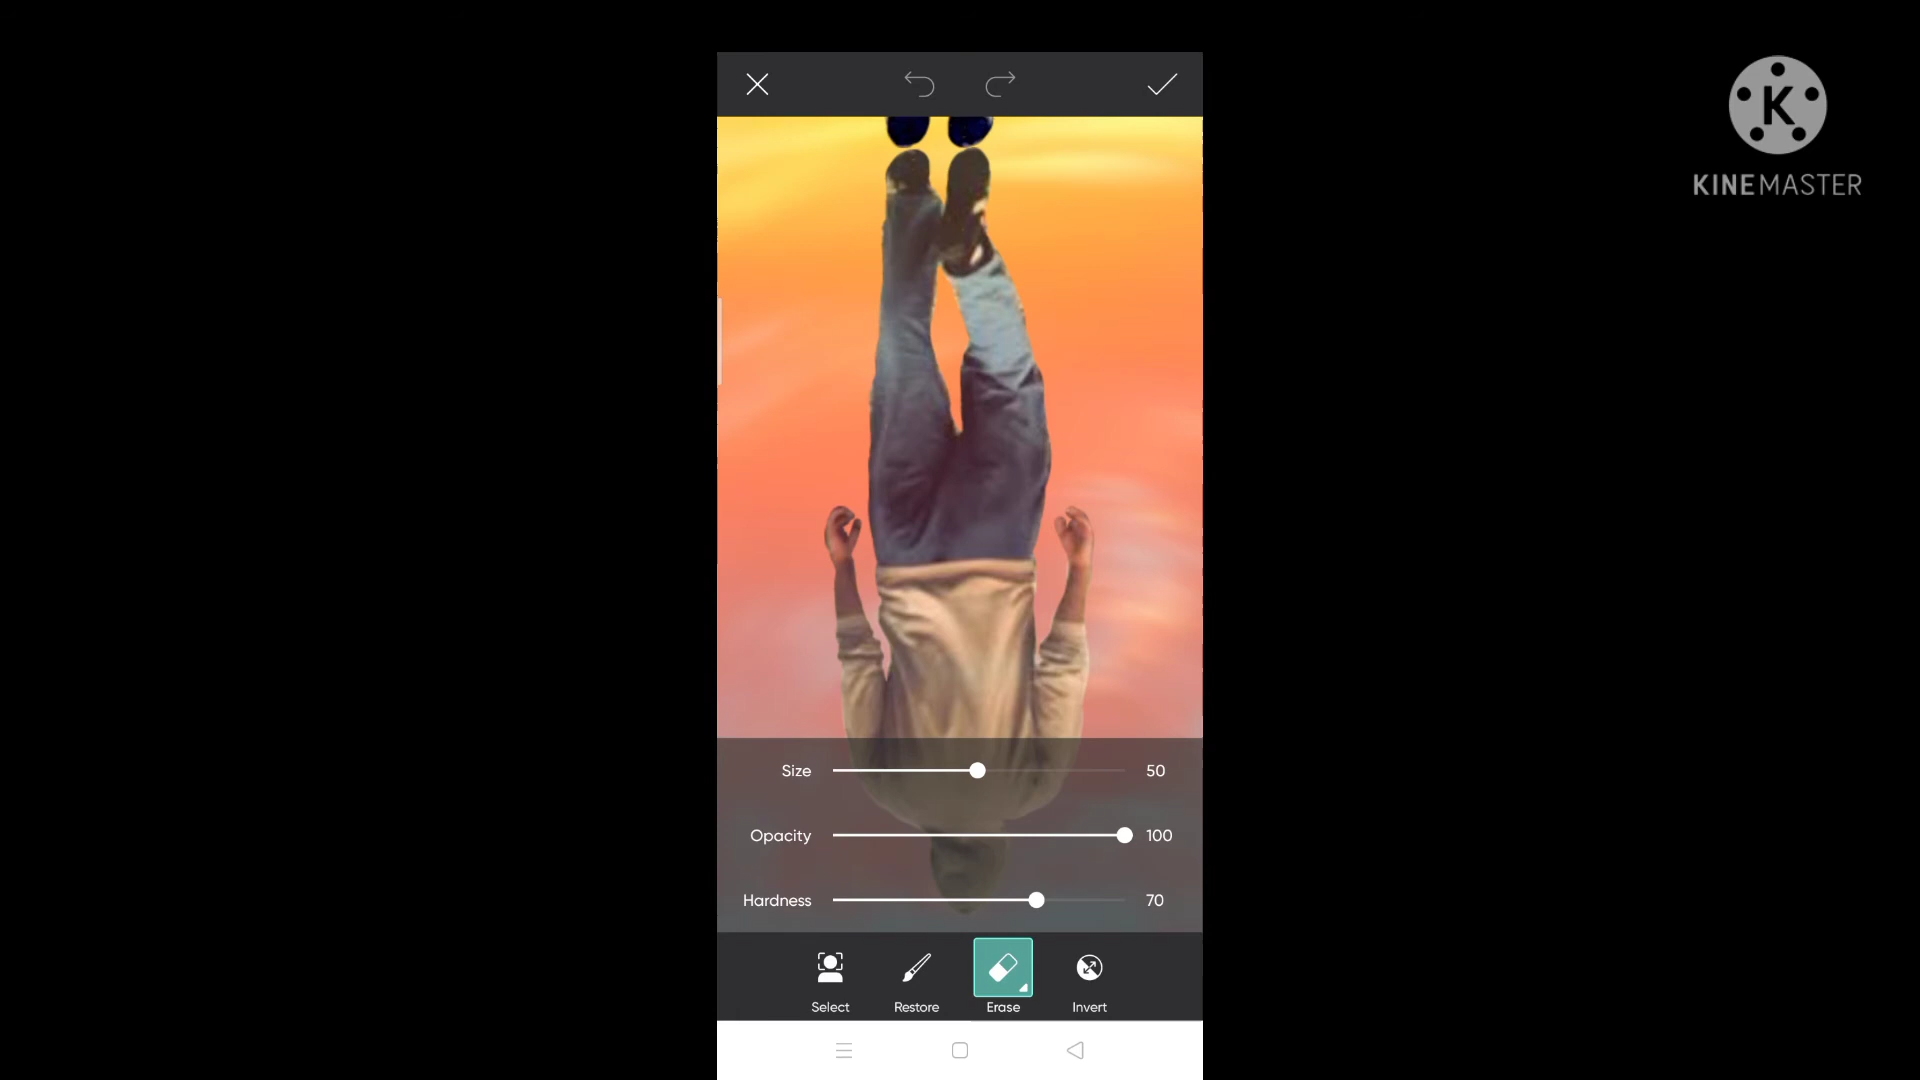 KINEMASTER
Size 50
Opacity 100
Hardness 70
Select Restore Erase Invert